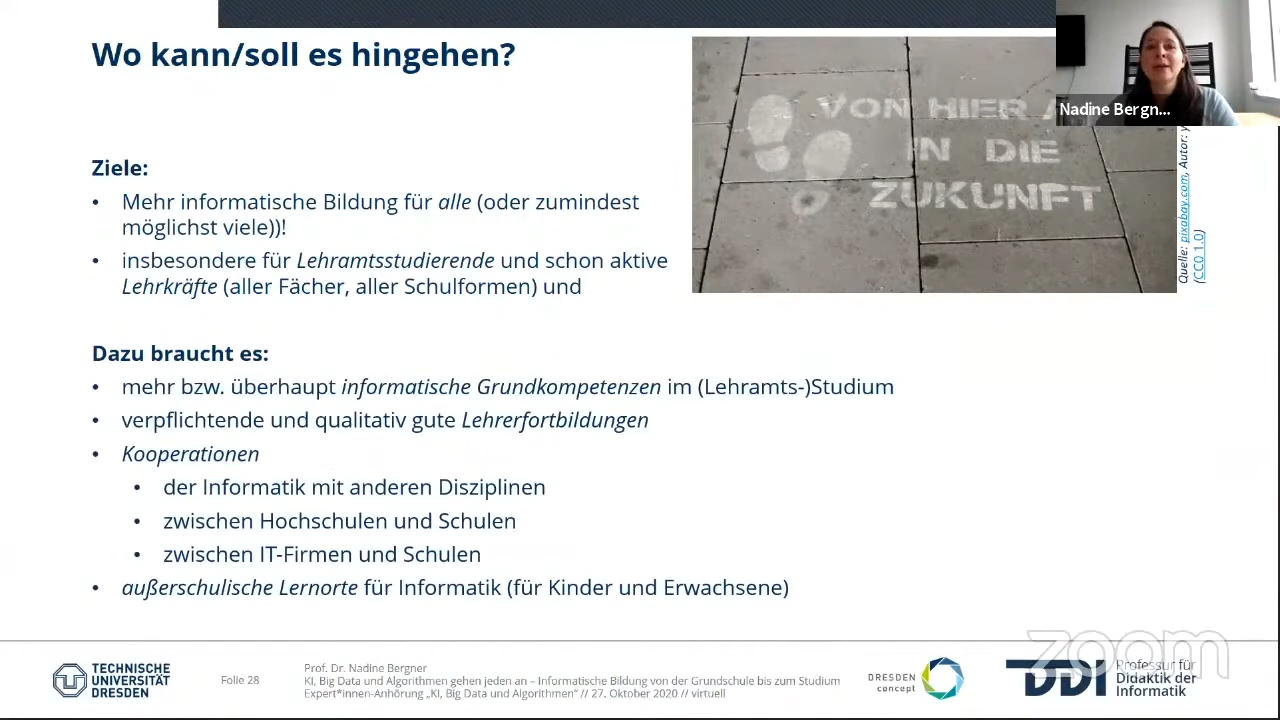 Wo kann/soll es hingehen?
VON HIER
IN DIE
ZUKUNFT
Nadine Bergn...
Quelle: pixabay.com, Autor:
(CC0 1.0)
Ziele:
• Mehr informatische Bildung für alle (oder zumindest
möglichst viele))!
• insbesondere für Lehramtsstudierende und schon aktive
Lehrkräfte (aller Fächer, aller Schulformen) und
Dazu braucht es:
• mehr bzw. überhaupt informatische Grundkompetenzen im (Lehramts-)Studium
• verpflichtende und qualitativ gute Lehrerfortbildungen
• Kooperationen
• der Informatik mit anderen Disziplinen
• zwischen Hochschulen und Schulen
• zwischen IT-Firmen und Schulen
• außerschulische Lernorte für Informatik (für Kinder und Erwachsene)
TECHNISCHE
UNIVERSITÄT
DRESDEN
Folie 28
Prof. Dr. Nadine Bergner
KI, Big Data und Algorithmen gehen jeden an – Informatische Bildung von der Grundschule bis zum Studium
Expert*innen-Anhörung „KI, Big Data und Algorithmen“ // 27. Oktober 2020 // virtuell
DRESDEN
concept
DDI
Professur für
Didaktik der
Informatik
zoom